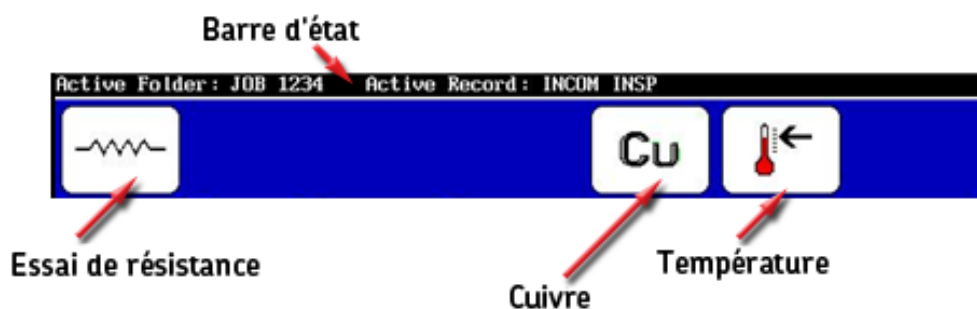 Barre d'état
Active Folder: JOB 1234 Active Record: INCOM INSP
Cu
Essai de résistance
Température
Cuivre